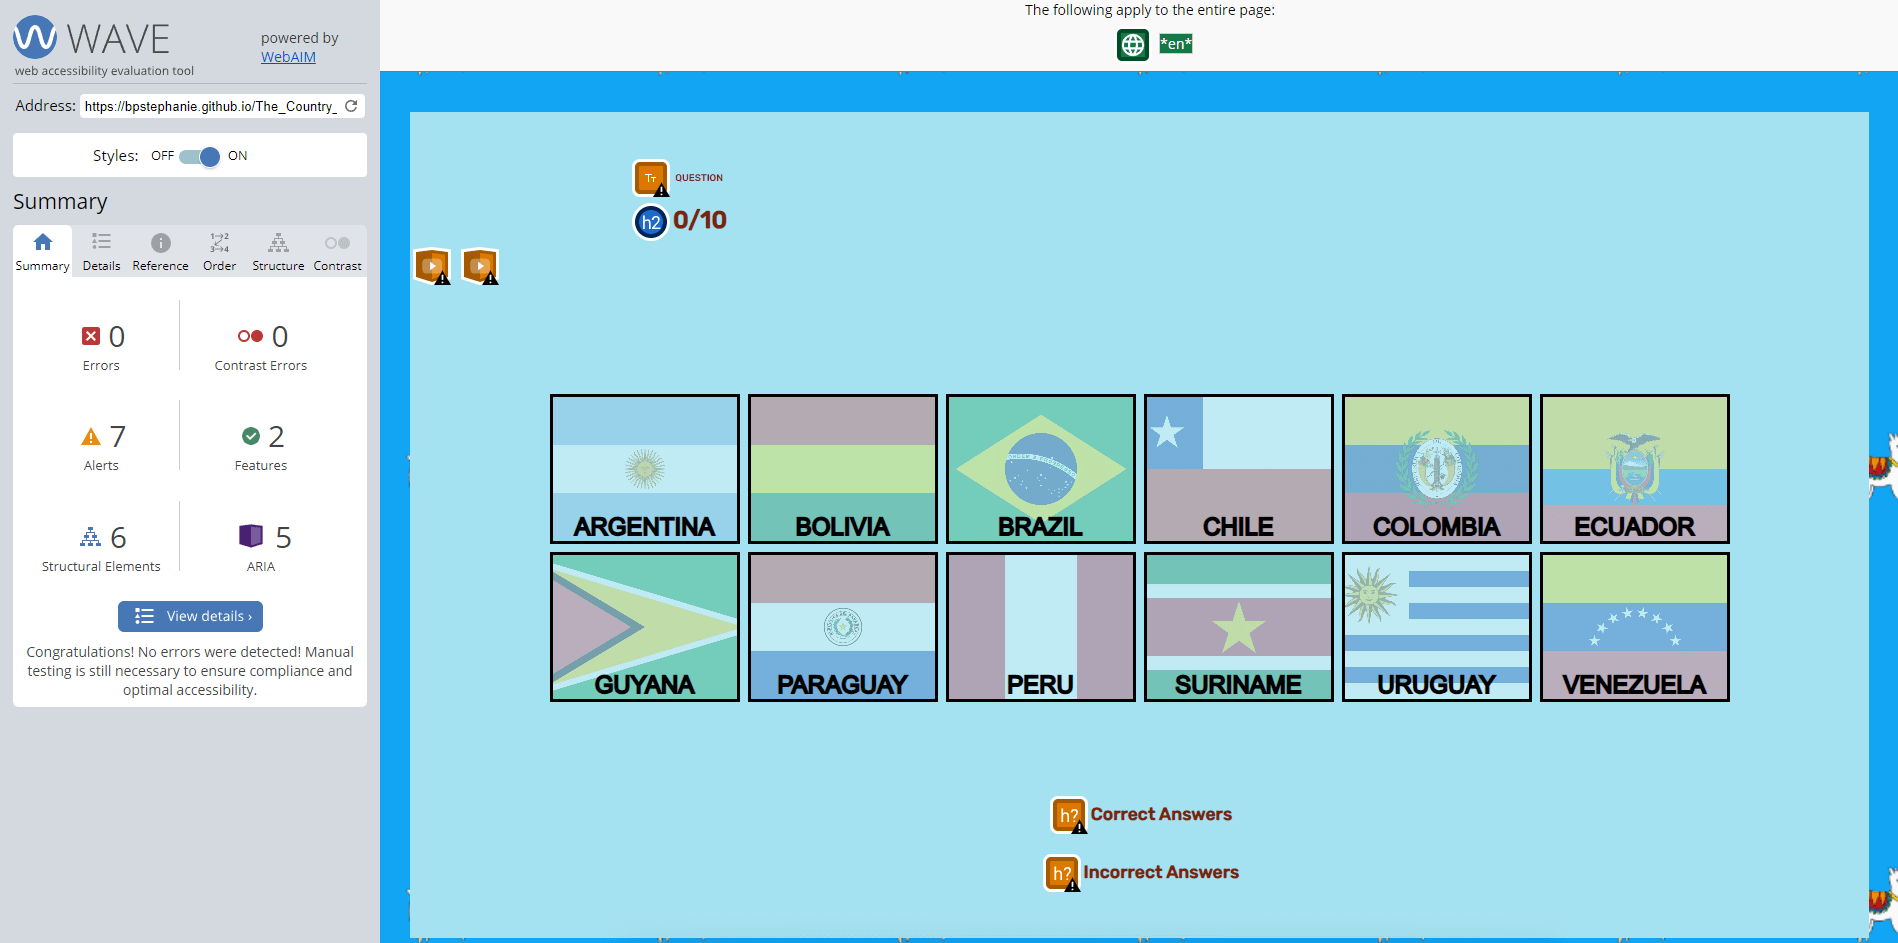 WAVE
powered by
WebAIM
web accessibility evaluation tool
Address: https://bpstephanie.github.io/The_Country_
Styles: OFF ON
Summary
Summary Details Reference Order Structure Contrast
0
Errors
0
Contrast Errors
7
Alerts
2
Features
6
Structural Elements
5
ARIA
View details ›
Congratulations! No errors were detected! Manual
testing is still necessary to ensure compliance and
optimal accessibility.
The following apply to the entire page:
*en*
QUESTION
h2 0/10
ARGENTINA BOLIVIA BRAZIL CHILE COLOMBIA ECUADOR
GUYANA PARAGUAY PERU SURINAME URUGUAY VENEZUELA
h? Correct Answers
h? Incorrect Answers